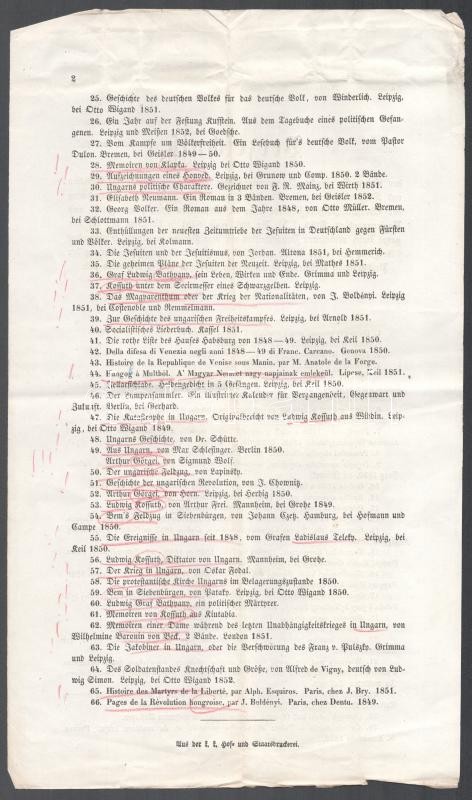 2
25. Geschichte des deutschen Volkes für das deutsche Volk, von Winderlich. Leipzig,
bei Otto Wigand 1851.
26. Ein Jahr auf der Festung Kufstein. Aus dem Tagebuche eines politischen Gefan-
genen. Leipzig und Meißen 1852, bei Goedsche.
27. Vom Kampfe um Völkerfreiheit. Ein Lesebuch für's deutsche Volk, vom Pastor
Dulon. Bremen, bei Geisler 1849—50.
28. Memoiren von Klapka. Leipzig bei Otto Wigand 1850.
29. Aufzeichnungen eines Honved. Leipzig, bei Grunow und Comp. 1850. 2 Bände.
30. Ungarns politische Charaktere. Gezeichnet von F. R. Mainz, bei Wirth 1851.
31. Elisabeth Neumann. Ein Roman in 3 Bänden. Bremen, bei Geisler 1852.
32. Georg Volker. Ein Roman aus dem Jahre 1848, von Otto Müller. Bremen,
bei Schlottmann 1851.
33. Enthüllungen der neuesten Zeitumtriebe der Jesuiten in Deutschland gegen Fürsten
und Völker. Leipzig, bei Kolmann.
34. Die Jesuiten und der Jesuitismus, von Jordan. Altona 1851, bei Hemmerich.
35. Die geheimen Pläne der Jesuiten der Neuzeit. Leipzig, bei Mathes 1851.
36. Graf Ludwig Bathyany, sein Leben, Wirken und Ende. Grimma und Leipzig.
37. Kossuth unter dem Secirmesser eines Schwarzgelben. Leipzig.
38. Das Magyarenthum oder der Krieg der Nationalitäten, von J. Boldényi. Leipzig
1851, bei Costenoble und Remmelmann.
39. Zur Geschichte des ungarischen Freiheitskampfes. Leipzig, bei Arnold 1851.
40. Socialistisches Liederbuch. Kassel 1851.
41. Die rothe Liste des Hauses Habsburg von 1848—49. Leipzig, bei Keil 1850.
42. Della difesa di Venezia negli anni 1848—49 di Franc. Carcano. Genova 1850.
43. Histoire de la Republique de Venise sous Manin, par M. Anatole de la Forge.
44. Hangok a Multból. A' Magyar Nemzet nagy napjainak emlekeül. Lipcse, Keil 1851.
45. Heldengedicht in 5 Gesängen. Leipzig, bei Keil 1850.
46. Der Lumpensammler. Ein illustrirter Kalender für Vergangenheit, Gegenwart und
Zukunft. Berlin, bei Gerhard.
47. Die Katastrophe in Ungarn. Originalbericht von Ludwig Kossuth aus Widdin. Leip-
zig, bei Otto Wigand 1849.
48. Ungarns Geschichte, von Dr. Schütte.
49. Aus Ungarn, von Max Schlesinger. Berlin 1850.
Arthur Görgei, von Sigmund Wolf.
50. Der ungarische Feldzug, von Lapinsky.
51. Geschichte der ungarischen Revolution, von J. Chownitz.
52. Arthur Görgei, von Horn. Leipzig, bei Herbig 1850.
53. Ludwig Kossuth, von Arthur Frei. Mannheim, bei Grohe 1849.
54. Bem's Feldzug in Siebenbürgen, von Johann Czetz. Hamburg, bei Hofmann und
Campe 1850.
55. Die Ereignisse in Ungarn seit 1848, vom Grafen Ladislaus Teleky. Leipzig, bei
Keil 1850.
56. Ludwig Kossuth, Diktator von Ungarn. Mannheim, bei Grohe.
57. Der Krieg in Ungarn, von Oskar Fodal.
58. Die protestantische Kirche Ungarns im Belagerungszustande 1850.
59. Bem in Siebenbürgen, von Pataky. Leipzig, bei Otto Wigand 1850.
60. Ludwig Graf Bathyany, ein politischer Märtyrer.
61. Memoiren von Kossuth aus Kiutahia.
62. Memoiren einer Dame während des letzten Unabhängigkeitskrieges in Ungarn, von
Wilhelmine Baronin von Beck. 2 Bände. London 1851.
63. Die Jakobiner in Ungarn, oder die Verschwörung des Franz v. Pulszky. Grimma
und Leipzig.
64. Des Soldatenstandes Knechtschaft und Größe, von Alfred de Vigny, deutsch von Lud-
wig Simon. Leipzig, bei Otto Wigand 1852.
65. Histoire des Martyrs de la Liberté, par Alph. Esquiros. Paris, chez J. Bry. 1851.
66. Pages de la Révolution hongroise, par J. Boldényi. Paris, chez Dentu. 1849.
Aus der k. k. Hof- und Staatsdruckerei.